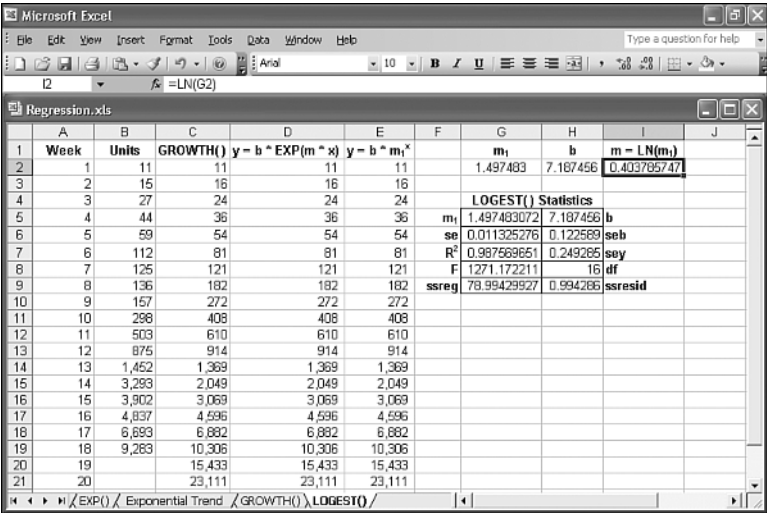 Microsoft Excel
File Edit View Insert Format Tools Data Window Help Type a question for help
Arial 10 B I U
I2 fx =LN(G2)
Regression.xls
A B C D E F G H I J
1 Week Units GROWTH() y = b * EXP(m * x) y = b * m₁ˣ m₁ b m = LN(m₁)
2 1 11 11 11 11 1.497483 7.187456 0.403785747
3 2 15 16 16 16
4 3 27 24 24 24 LOGEST() Statistics
5 4 44 36 36 36 m₁ 1.497483072 7.187456 b
6 5 59 54 54 54 se 0.011325276 0.122589 seb
7 6 112 81 81 81 R² 0.987569651 0.249285 sey
8 7 125 121 121 121 F 1271.172211 16 df
9 8 136 182 182 182 ssreg 78.99429927 0.994286 ssresid
10 9 157 272 272 272
11 10 298 408 408 408
12 11 503 610 610 610
13 12 875 914 914 914
14 13 1,452 1,369 1,369 1,369
15 14 3,293 2,049 2,049 2,049
16 15 3,902 3,069 3,069 3,069
17 16 4,837 4,596 4,596 4,596
18 17 6,693 6,882 6,882 6,882
19 18 9,283 10,306 10,306 10,306
20 19 15,433 15,433 15,433
21 20 23,111 23,111 23,111
EXP() Exponential Trend GROWTH() LOGEST()